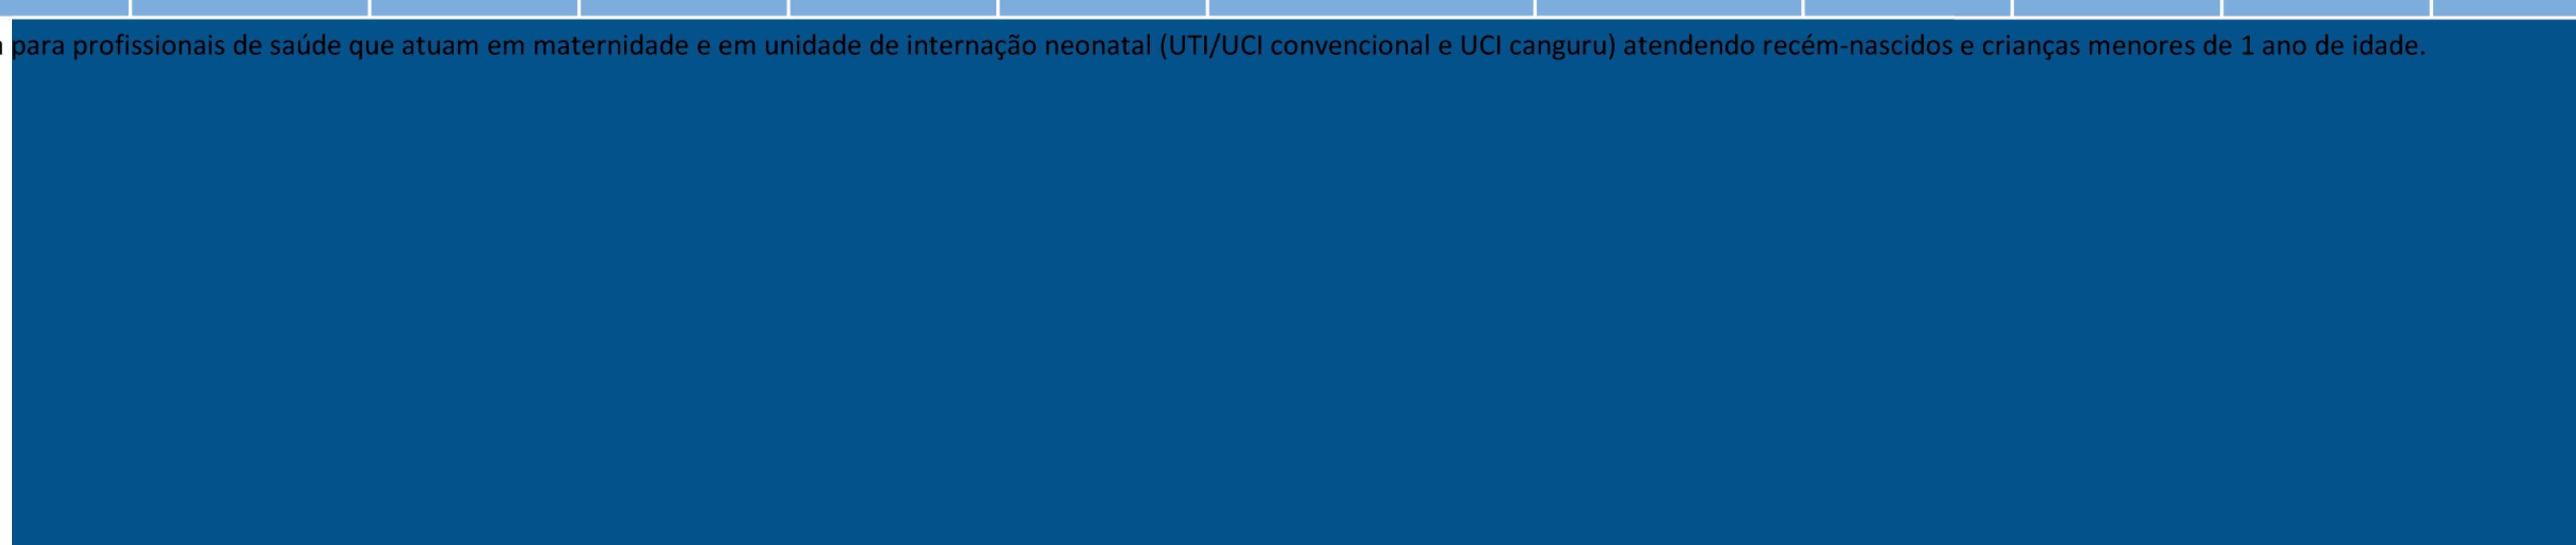 para profissionais de saúde que atuam em maternidade e em unidade de internação neonatal (UTI/UCI convencional e UCI canguru) atendendo recém-nascidos e crianças menores de 1 ano de idade.